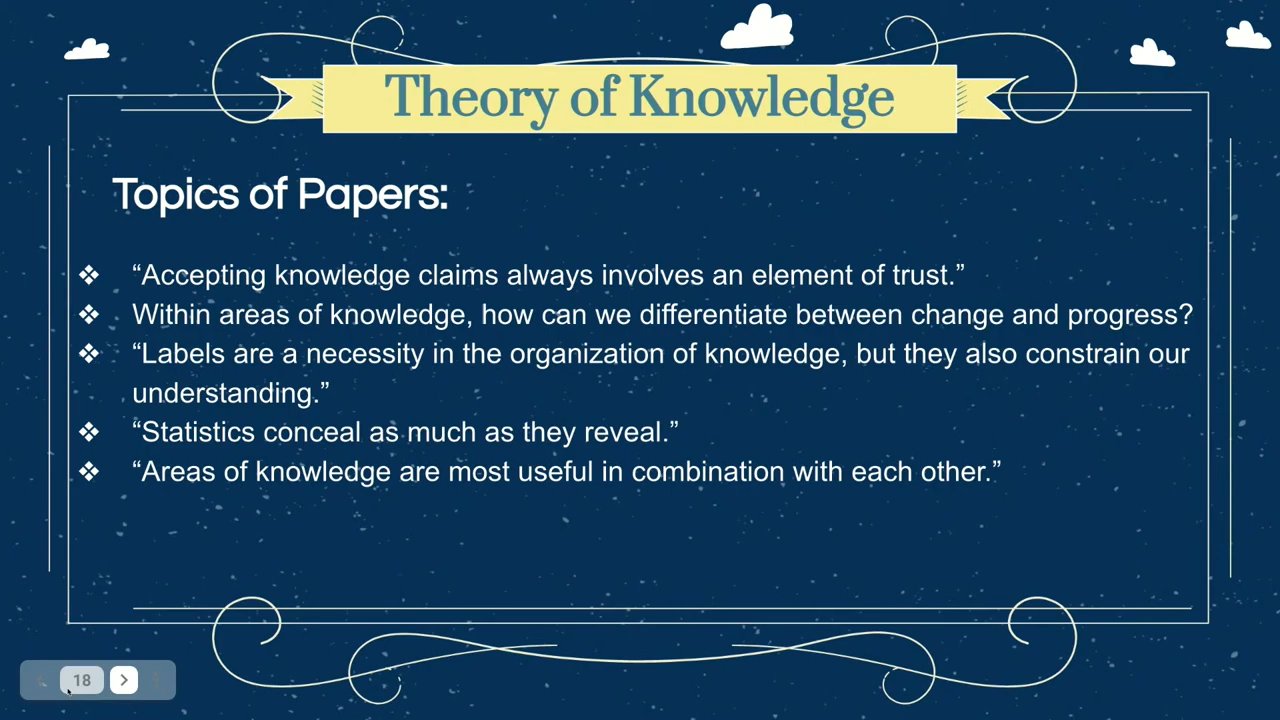 Theory of Knowledge
Topics of Papers:
❖ “Accepting knowledge claims always involves an element of trust.”
❖ Within areas of knowledge, how can we differentiate between change and progress?
❖ “Labels are a necessity in the organization of knowledge, but they also constrain our
understanding.”
❖ “Statistics conceal as much as they reveal.”
❖ “Areas of knowledge are most useful in combination with each other.”
18